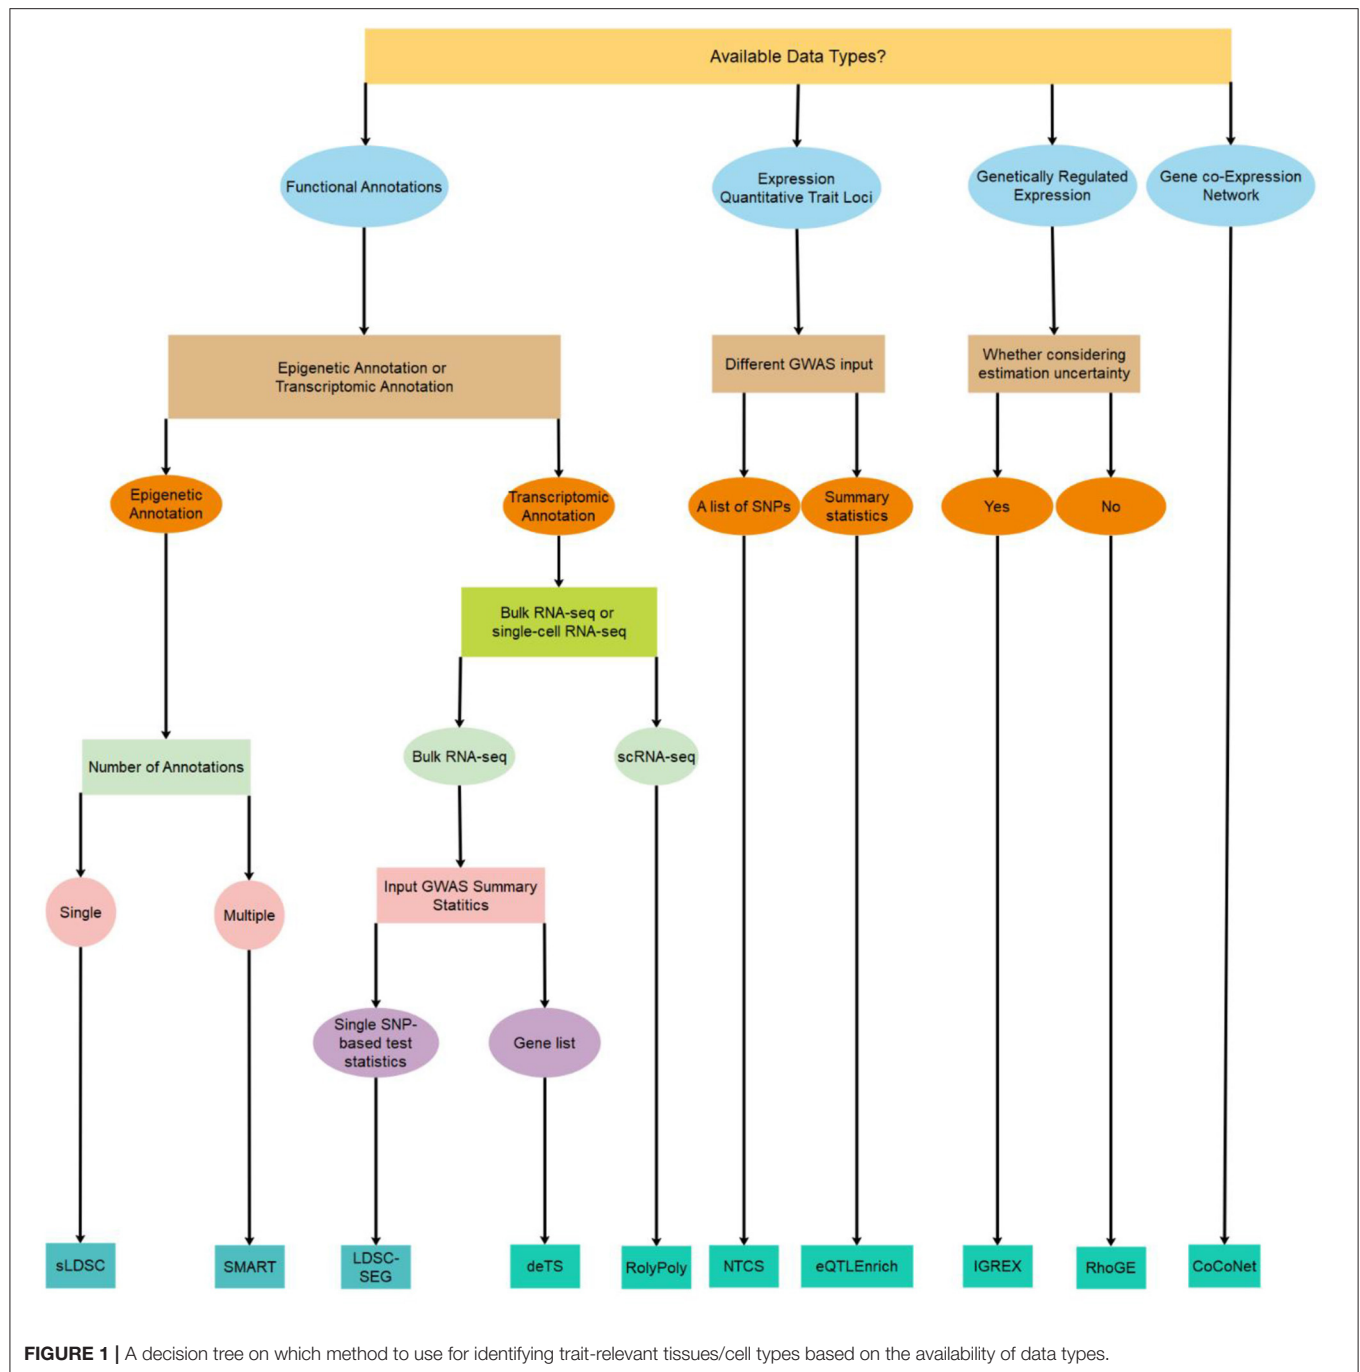 Available Data Types?
Functional Annotations
Expression
Quantitative Trait Loci
Genetically Regulated
Expression
Gene co-Expression
Network
Epigenetic Annotation or
Transcriptomic Annotation
Different GWAS input
Whether considering
estimation uncertainty
Epigenetic
Annotation
Transcriptomic
Annotation
A list of SNPs
Summary
statistics
Yes
No
Bulk RNA-seq or
single-cell RNA-seq
Number of Annotations
Bulk RNA-seq
scRNA-seq
Single
Multiple
Input GWAS Summary
Statitics
Single SNP-
based test
statistics
Gene list
sLDSC
SMART
LDSC-
SEG
deTS
RolyPoly
NTCS
eQTLEnrich
IGREX
RhoGE
CoCoNet
FIGURE 1 | A decision tree on which method to use for identifying trait-relevant tissues/cell types based on the availability of data types.